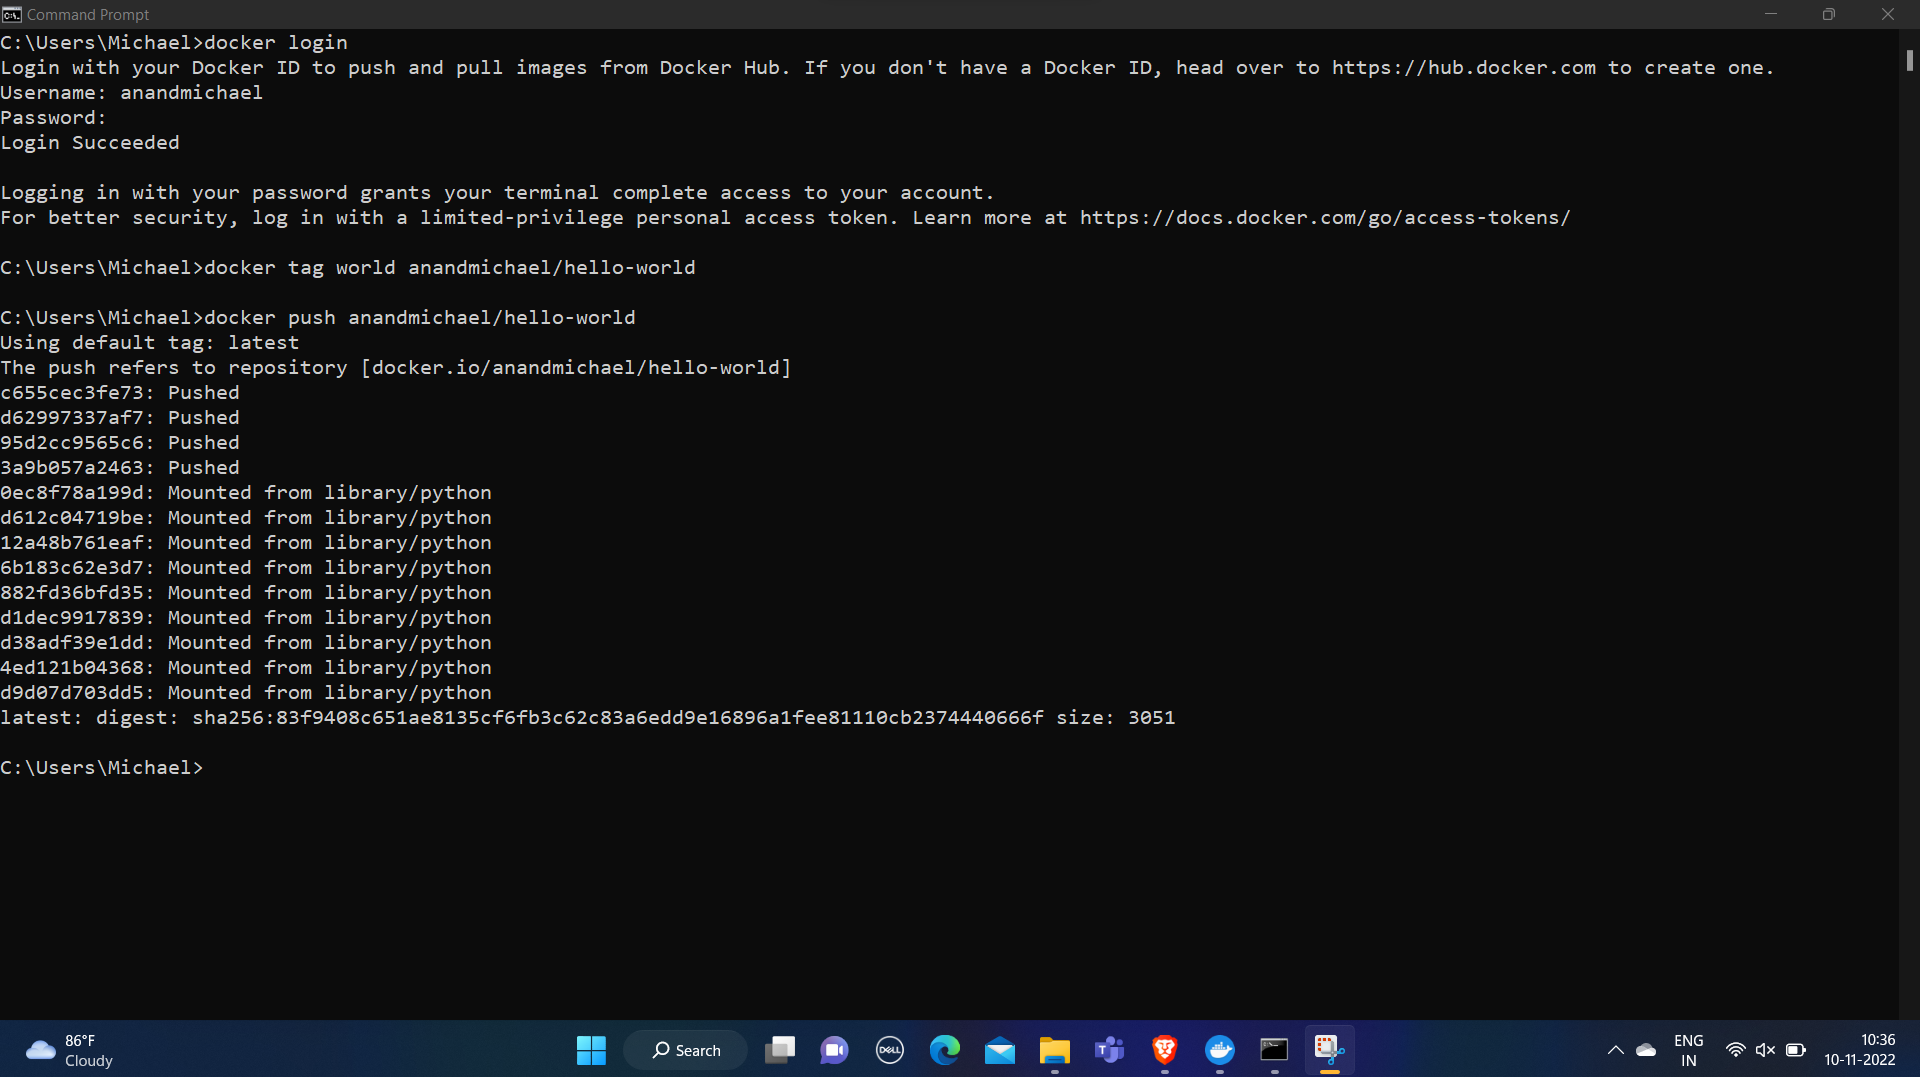 Command Prompt
C:\Users\Michael>docker login
Login with your Docker ID to push and pull images from Docker Hub. If you don't have a Docker ID, head over to https://hub.docker.com to create one.
Username: anandmichael
Password:
Login Succeeded
Logging in with your password grants your terminal complete access to your account.
For better security, log in with a limited-privilege personal access token. Learn more at https://docs.docker.com/go/access-tokens/
C:\Users\Michael>docker tag world anandmichael/hello-world
C:\Users\Michael>docker push anandmichael/hello-world
Using default tag: latest
The push refers to repository [docker.io/anandmichael/hello-world]
c655cec3fe73: Pushed
d62997337af7: Pushed
95d2cc9565c6: Pushed
3a9b057a2463: Pushed
0ec8f78a199d: Mounted from library/python
d612c04719be: Mounted from library/python
12a48b761eaf: Mounted from library/python
6b183c62e3d7: Mounted from library/python
882fd36bfd35: Mounted from library/python
d1dec9917839: Mounted from library/python
d38adf39e1dd: Mounted from library/python
4ed121b04368: Mounted from library/python
d9d07d703dd5: Mounted from library/python
latest: digest: sha256:83f9408c651ae8135cf6fb3c62c83a6edd9e16896a1fee81110cb2374440666f size: 3051
C:\Users\Michael>
86°F
Cloudy
Search
DELL
ENG
IN
10:36
10-11-2022